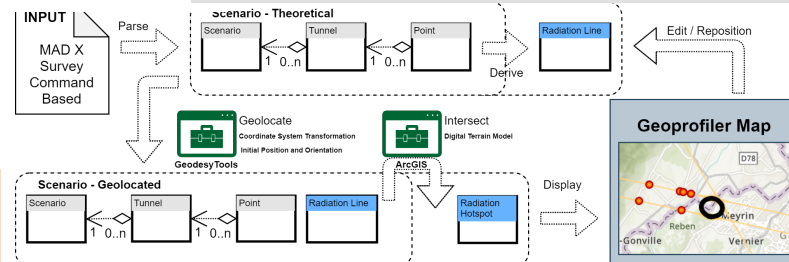 INPUT
MAD X
Survey
Command
Based
Parse
Scenario - Theoretical
Scenario
Tunnel
Point
1
0..n
1
0..n
Derive
Radiation Line
Edit / Reposition
Geolocate
Coordinate System Transformation
Initial Position and Orientation
GeodesyTools
Intersect
Digital Terrain Model
ArcGIS
Scenario - Geolocated
Scenario
Tunnel
Point
Radiation Line
1
0..n
1
0..n
Radiation
Hotspot
Display
Geoprofiler Map
D78
Meyrin
Reben
-Gonville
Vernier
G